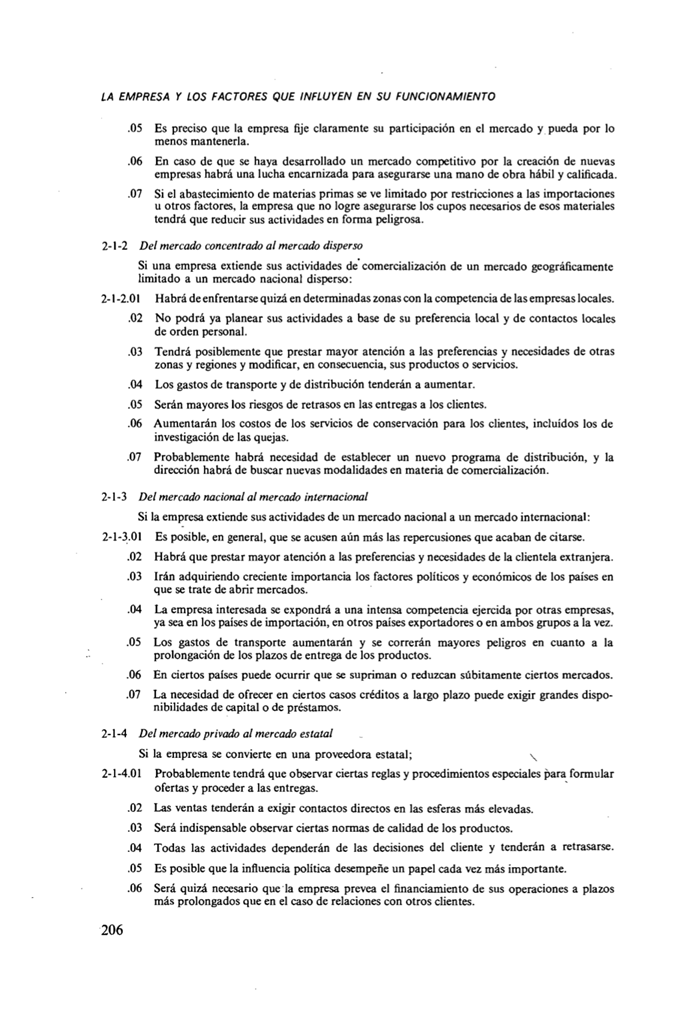 LA EMPRESA Y LOS FACTORES QUE INFLUYEN EN SU FUNCIONAMIENTO
.05 Es preciso que la empresa fije claramente su participación en el mercado y pueda por lo
menos mantenerla.
.06 En caso de que se haya desarrollado un mercado competitivo por la creación de nuevas
empresas habrá una lucha encarnizada para asegurarse una mano de obra hábil y calificada.
.07 Si el abastecimiento de materias primas se ve limitado por restricciones a las importaciones
u otros factores, la empresa que no logre asegurarse los cupos necesarios de esos materiales
tendrá que reducir sus actividades en forma peligrosa.
2-1-2 Del mercado concentrado al mercado disperso
Si una empresa extiende sus actividades de comercialización de un mercado geográficamente
limitado a un mercado nacional disperso:
2-1-2.01 Habrá de enfrentarse quizá en determinadas zonas con la competencia de las empresas locales.
.02 No podrá ya planear sus actividades a base de su preferencia local y de contactos locales
de orden personal.
.03 Tendrá posiblemente que prestar mayor atención a las preferencias y necesidades de otras
zonas y regiones y modificar, en consecuencia, sus productos o servicios.
.04 Los gastos de transporte y de distribución tenderán a aumentar.
.05 Serán mayores los riesgos de retrasos en las entregas a los clientes.
.06 Aumentarán los costos de los servicios de conservación para los clientes, incluídos los de
investigación de las quejas.
.07 Probablemente habrá necesidad de establecer un nuevo programa de distribución, y la
dirección habrá de buscar nuevas modalidades en materia de comercialización.
2-1-3 Del mercado nacional al mercado internacional
Si la empresa extiende sus actividades de un mercado nacional a un mercado internacional:
2-1-3.01 Es posible, en general, que se acusen aún más las repercusiones que acaban de citarse.
.02 Habrá que prestar mayor atención a las preferencias y necesidades de la clientela extranjera.
.03 Irán adquiriendo creciente importancia los factores políticos y económicos de los países en
que se trate de abrir mercados.
.04 La empresa interesada se expondrá a una intensa competencia ejercida por otras empresas,
ya sea en los países de importación, en otros países exportadores o en ambos grupos a la vez.
.05 Los gastos de transporte aumentarán y se correrán mayores peligros en cuanto a la
prolongación de los plazos de entrega de los productos.
.06 En ciertos países puede ocurrir que se supriman o reduzcan súbitamente ciertos mercados.
.07 La necesidad de ofrecer en ciertos casos créditos a largo plazo puede exigir grandes dispo-
nibilidades de capital o de préstamos.
2-1-4 Del mercado privado al mercado estatal
Si la empresa se convierte en una proveedora estatal;
2-1-4.01 Probablemente tendrá que observar ciertas reglas y procedimientos especiales para formular
ofertas y proceder a las entregas.
.02 Las ventas tenderán a exigir contactos directos en las esferas más elevadas.
.03 Será indispensable observar ciertas normas de calidad de los productos.
.04 Todas las actividades dependerán de las decisiones del cliente y tenderán a retrasarse.
.05 Es posible que la influencia política desempeñe un papel cada vez más importante.
.06 Será quizá necesario que la empresa prevea el financiamiento de sus operaciones a plazos
más prolongados que en el caso de relaciones con otros clientes.
206